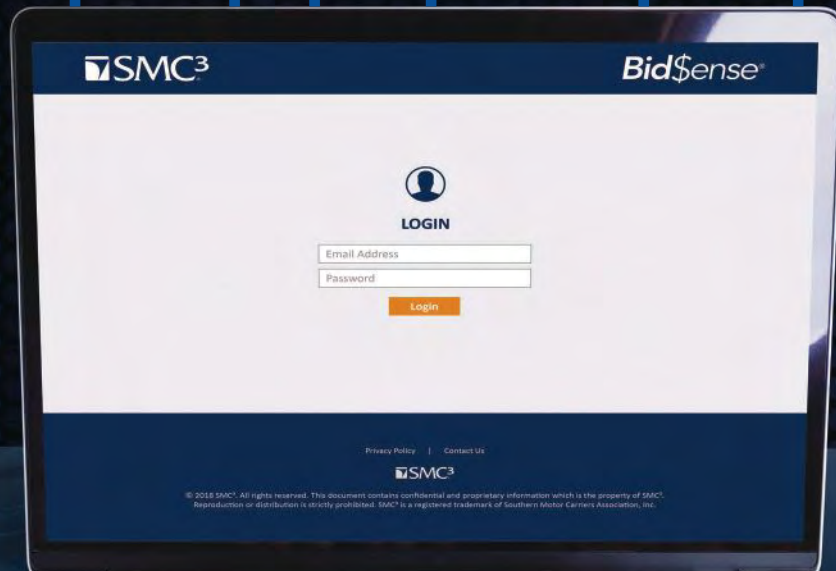 SMC³
Bid$ense®
LOGIN
Email Address
Password
Login
Privacy Policy | Contact Us
SMC³
© 2018 SMC³. All rights reserved. This document contains confidential and proprietary information which is the property of SMC³.
Reproduction or distribution is strictly prohibited. SMC³ is a registered trademark of Southern Motor Carriers Association, Inc.